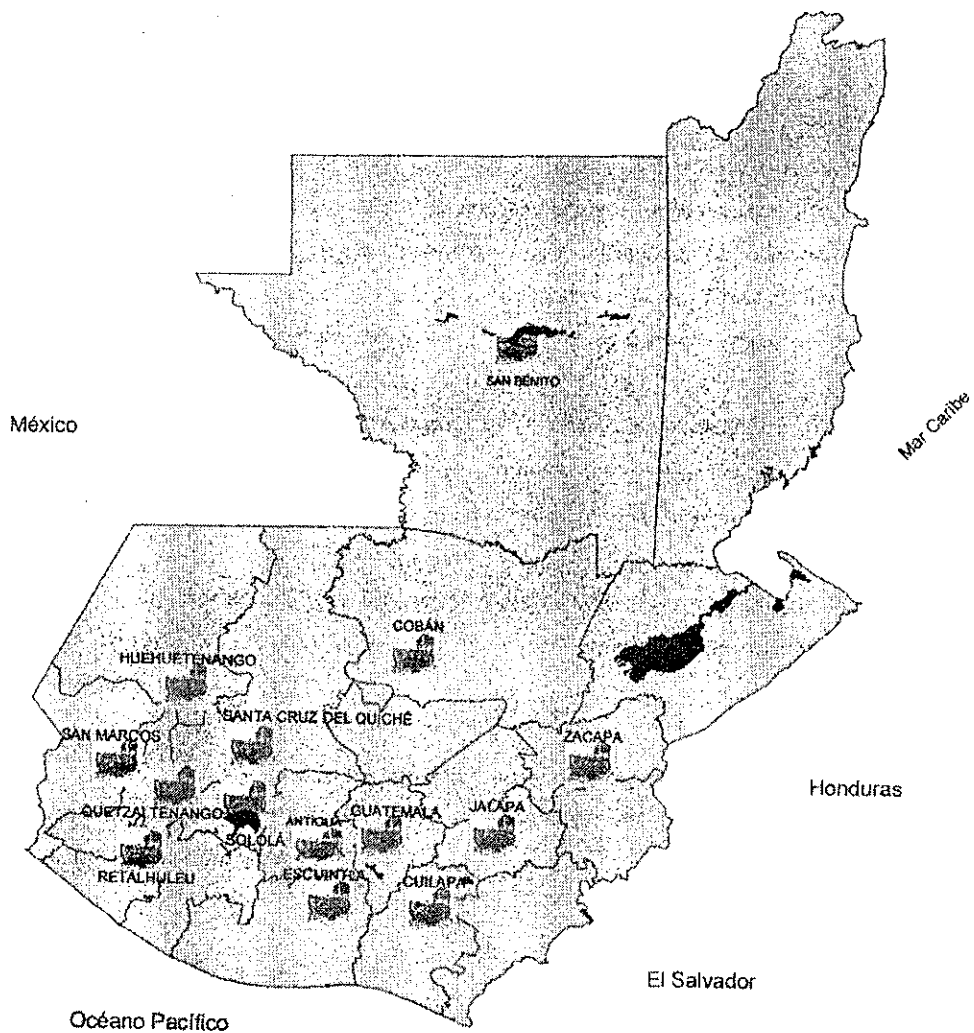 SAN BENITO
México
Mar Caribe
COBÁN
HUEHUETENANGO
SANTA CRUZ DEL QUICHÉ
SAN MARCOS
ZACAPA
Honduras
QUETZALTENANGO
ANTIGUA
GUATEMALA
JALAPA
SOLOLÁ
RETALHULEU
ESCUINTLA
CUILAPA
El Salvador
Océano Pacífico